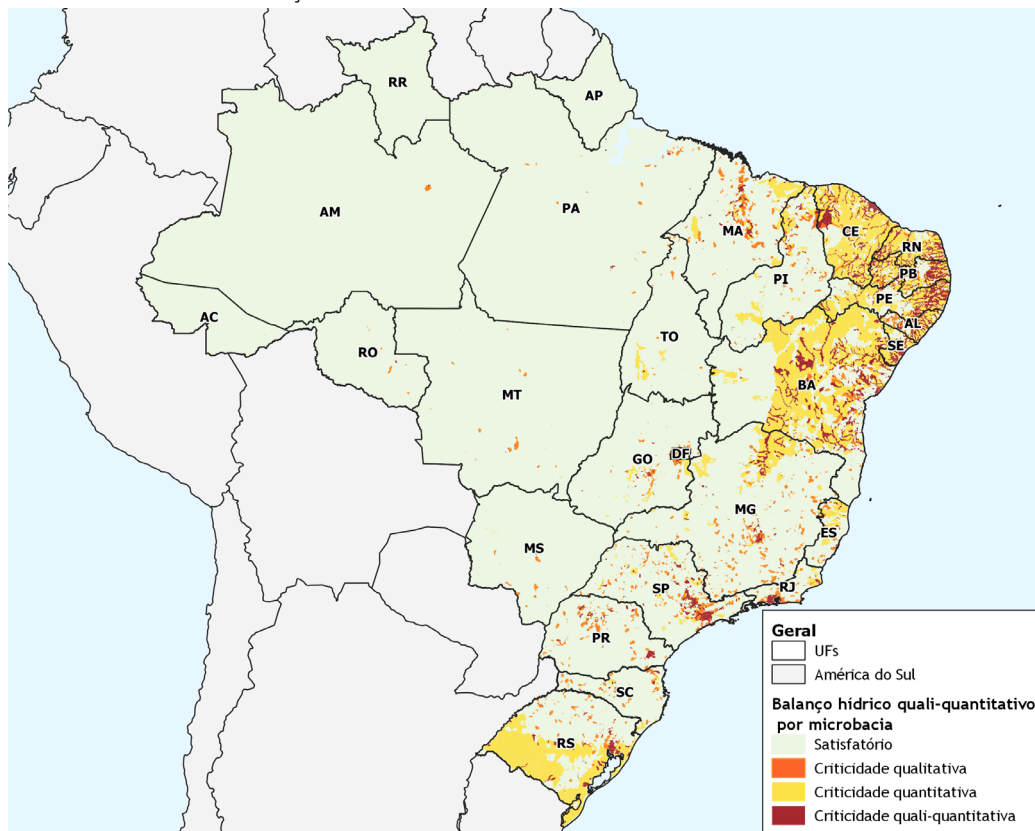 RR
AP
AM
PA
MA
CE
RN
PB
PI
PE
AC
AL
TO
SE
RO
BA
MT
GO
DF
MG
ES
MS
SP
RJ
PR
SC
RS
Geral
UFs
América do Sul
Balanço hídrico quali-quantitativo
por microbacia
Satisfatório
Criticidade qualitativa
Criticidade quantitativa
Criticidade quali-quantitativa